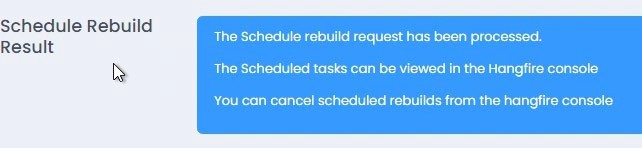 Schedule Rebuild
Result
The Schedule rebuild request has been processed.
The Scheduled tasks can be viewed in the Hangfire console
You can cancel scheduled rebuilds from the hangfire console